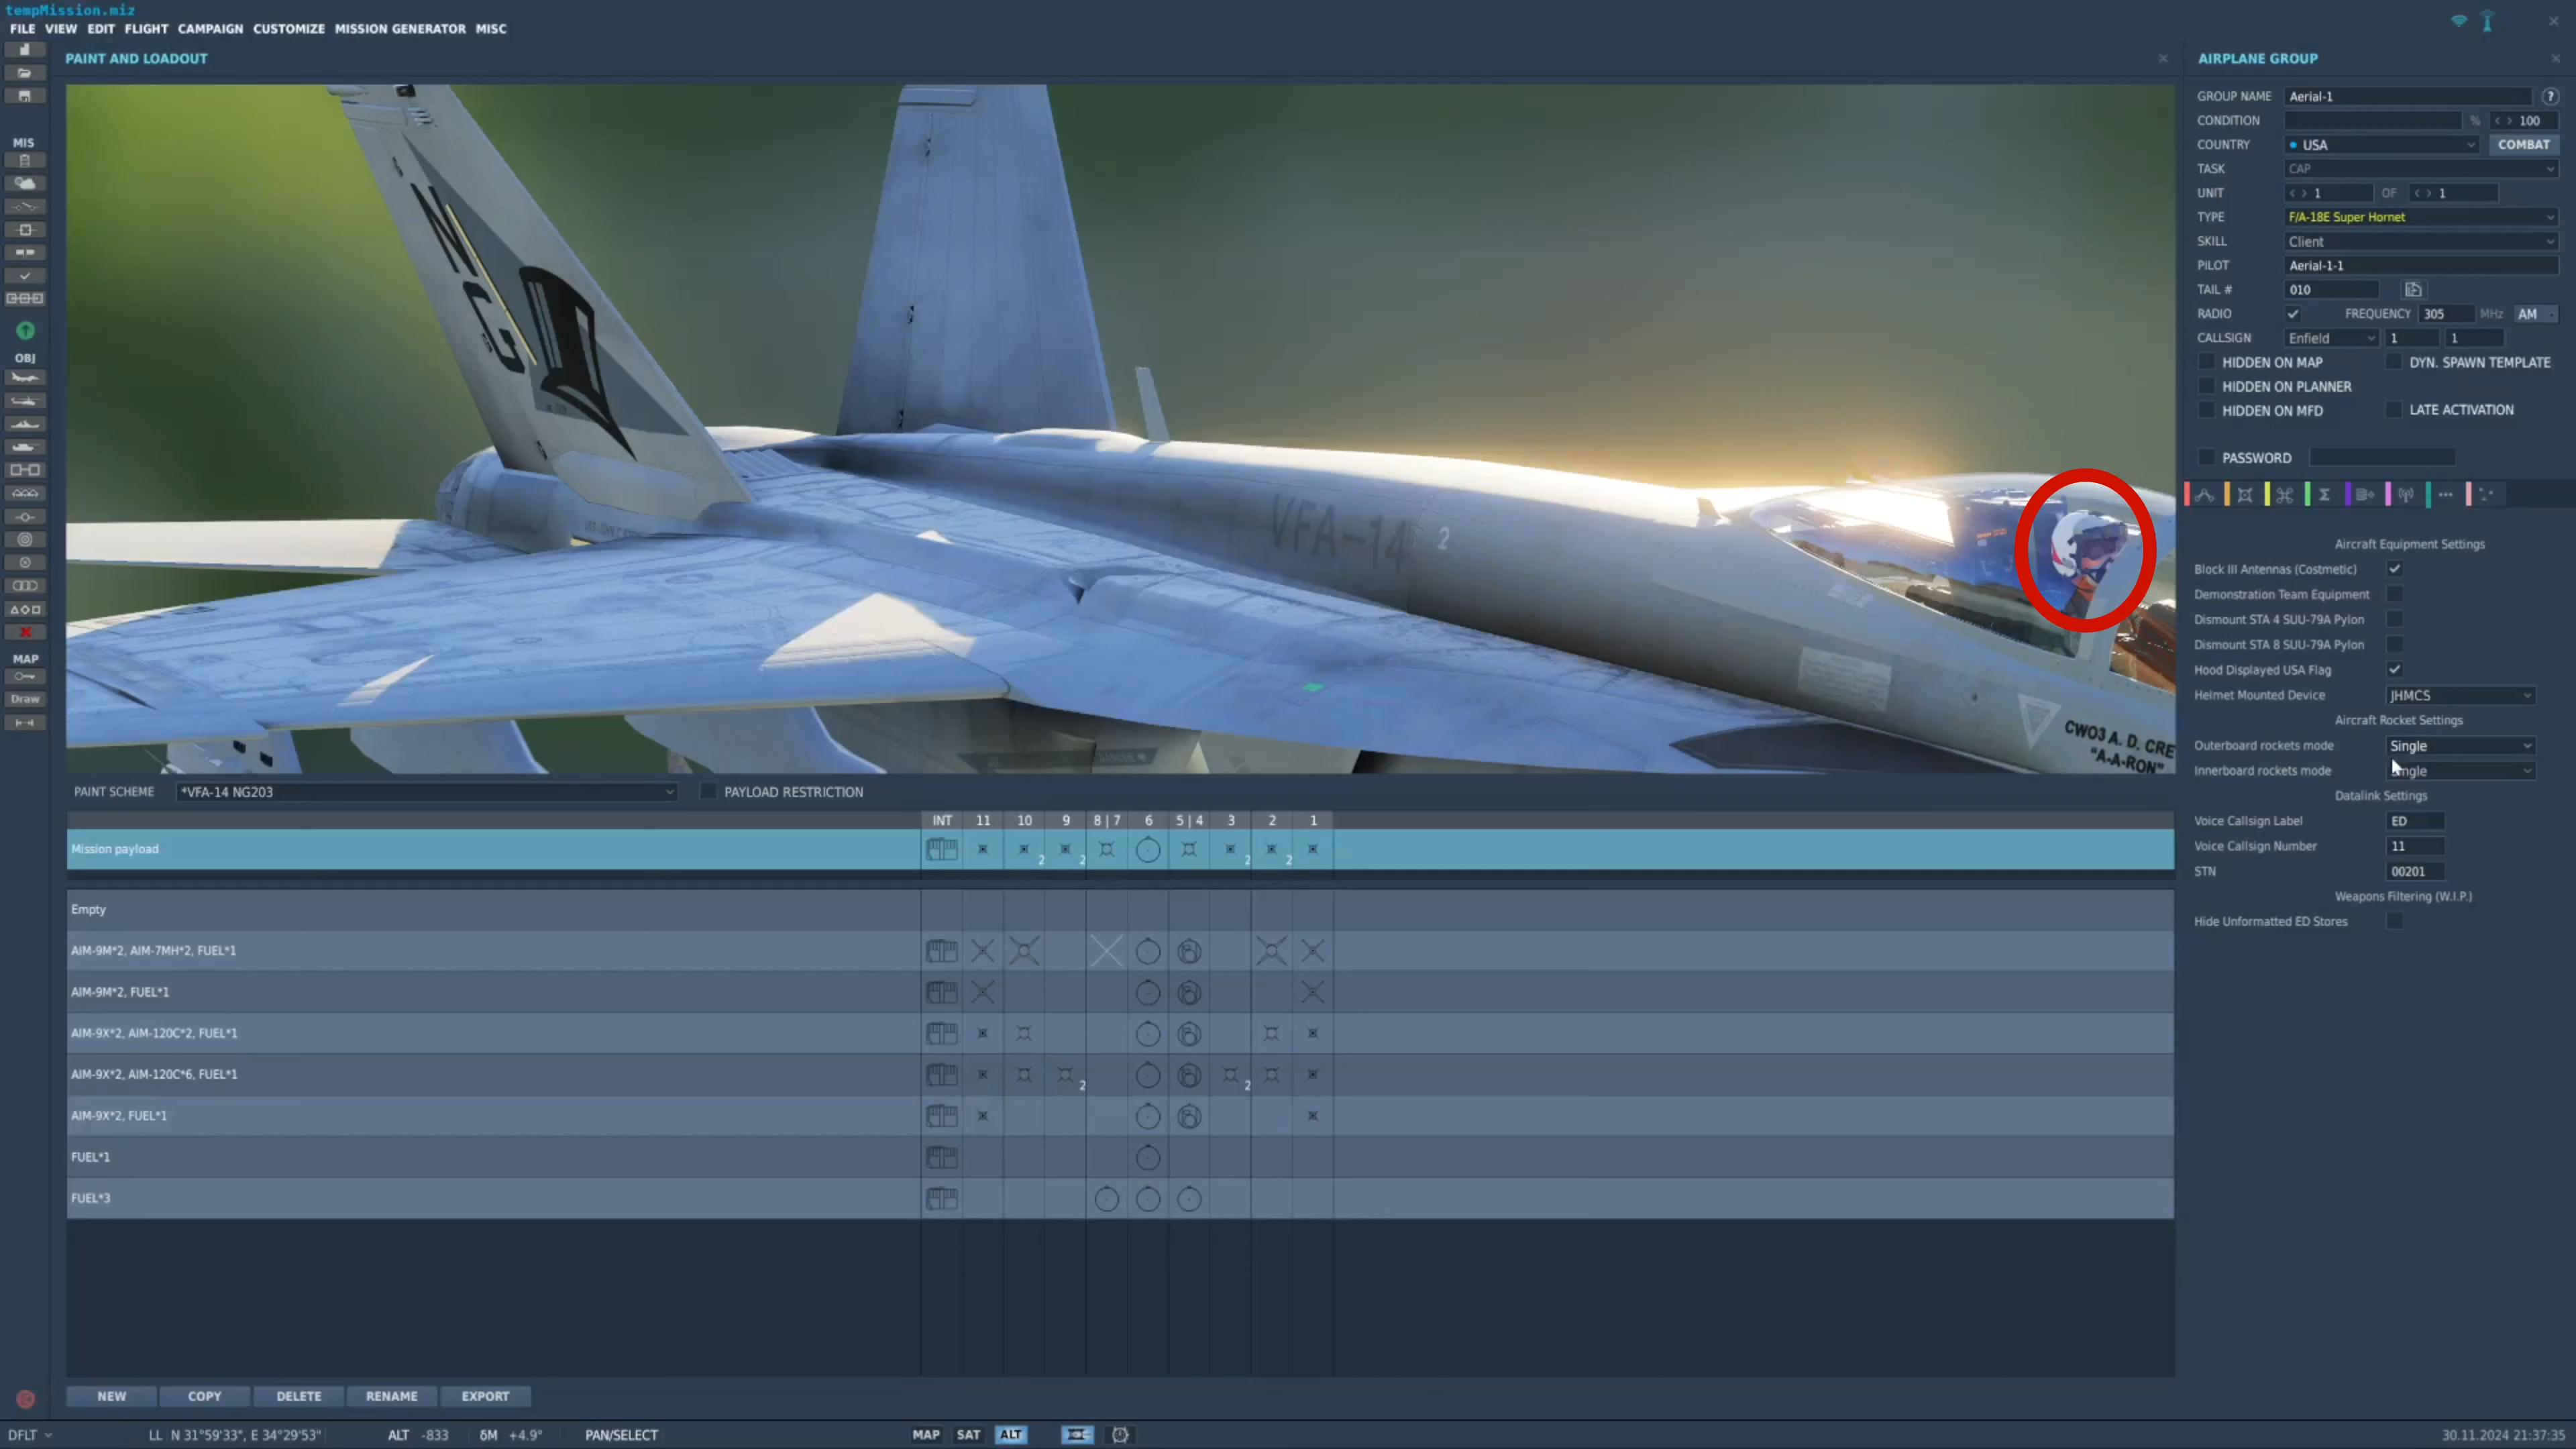 tempMission.miz
FILE VIEW EDIT FLIGHT CAMPAIGN CUSTOMIZE MISSION GENERATOR MISC
PAINT AND LOADOUT
MIS
OBJ
MAP
Draw
NG
VFA-14
2
CWO3 A. D. CRE
"A-A-RON"
PAINT SCHEME *VFA-14 NG203 PAYLOAD RESTRICTION
INT 11 10 9 8 | 7 6 5 | 4 3 2 1
Mission payload 2 2 2 2
Empty
AIM-9M*2, AIM-7MH*2, FUEL*1
AIM-9M*2, FUEL*1
AIM-9X*2, AIM-120C*2, FUEL*1
AIM-9X*2, AIM-120C*6, FUEL*1 2 2
AIM-9X*2, FUEL*1
FUEL*1
FUEL*3
NEW COPY DELETE RENAME EXPORT
AIRPLANE GROUP
GROUP NAME Aerial-1 ?
CONDITION % < > 100
COUNTRY USA COMBAT
TASK CAP
UNIT < > 1 OF < > 1
TYPE F/A-18E Super Hornet
SKILL Client
PILOT Aerial-1-1
TAIL # 010
RADIO FREQUENCY 305 MHz AM
CALLSIGN Enfield 1 1
HIDDEN ON MAP DYN. SPAWN TEMPLATE
HIDDEN ON PLANNER
HIDDEN ON MFD LATE ACTIVATION
PASSWORD
Aircraft Equipment Settings
Block III Antennas (Costmetic)
Demonstration Team Equipment
Dismount STA 4 SUU-79A Pylon
Dismount STA 8 SUU-79A Pylon
Hood Displayed USA Flag
Helmet Mounted Device JHMCS
Aircraft Rocket Settings
Outerboard rockets mode Single
Innerboard rockets mode Single
Datalink Settings
Voice Callsign Label ED
Voice Callsign Number 11
STN 00201
Weapons Filtering (W.I.P.)
Hide Unformatted ED Stores
DFLT LL N 31°59'33", E 34°29'53" ALT -833 δM +4.9° PAN/SELECT MAP SAT ALT 30.11.2024 21:37:35